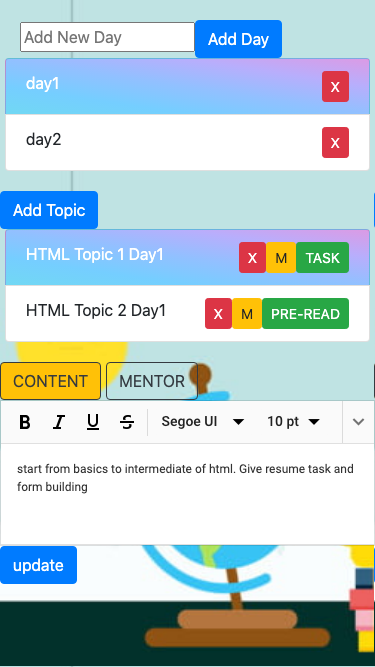 Add New Day
Add Day
day1
X
day2
X
Add Topic
HTML Topic 1 Day1
X
M
TASK
HTML Topic 2 Day1
X
M
PRE-READ
CONTENT
MENTOR
B I U S Segoe UI 10 pt
start from basics to intermediate of html. Give resume task and
form building
update